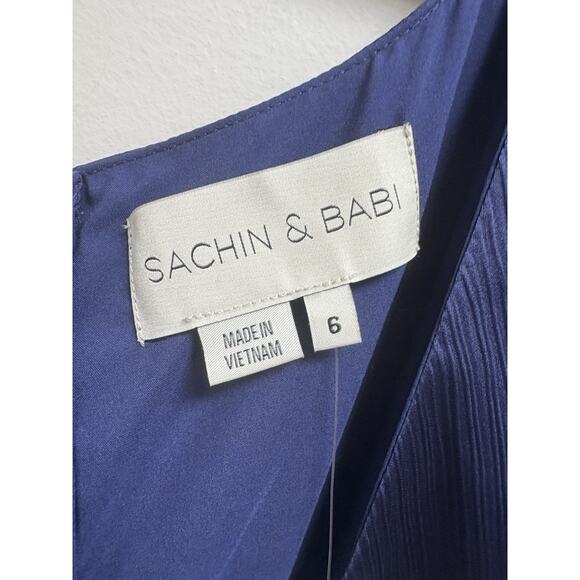 SACHIN & BABI
MADE IN
VIETNAM
6